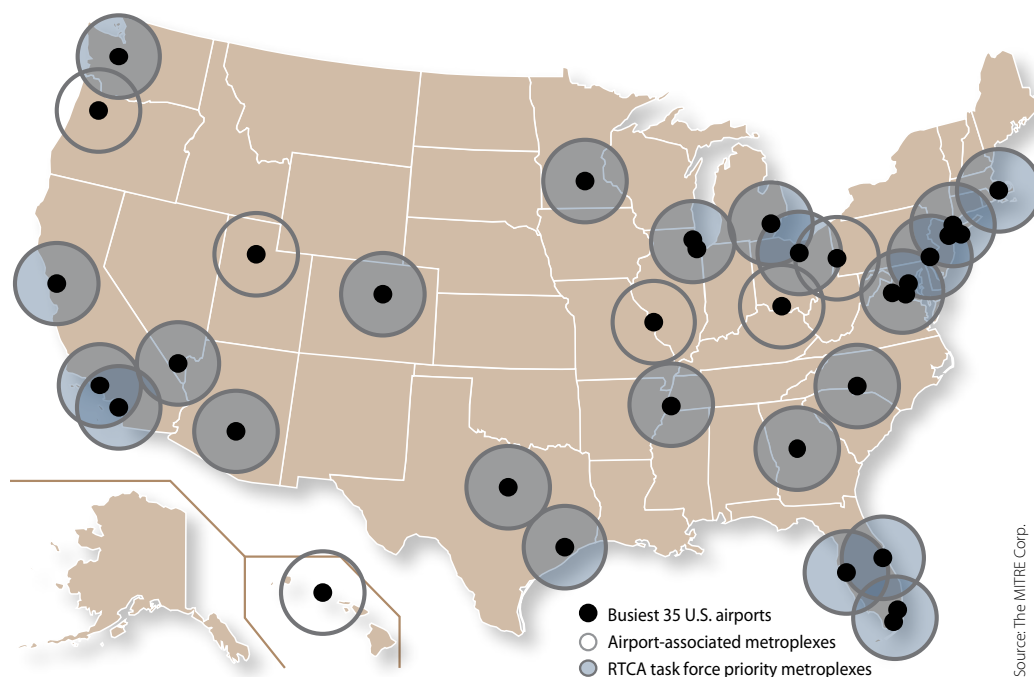 Busiest 35 U.S. airports
Airport-associated metroplexes
RTCA task force priority metroplexes
Source: The MITRE Corp.